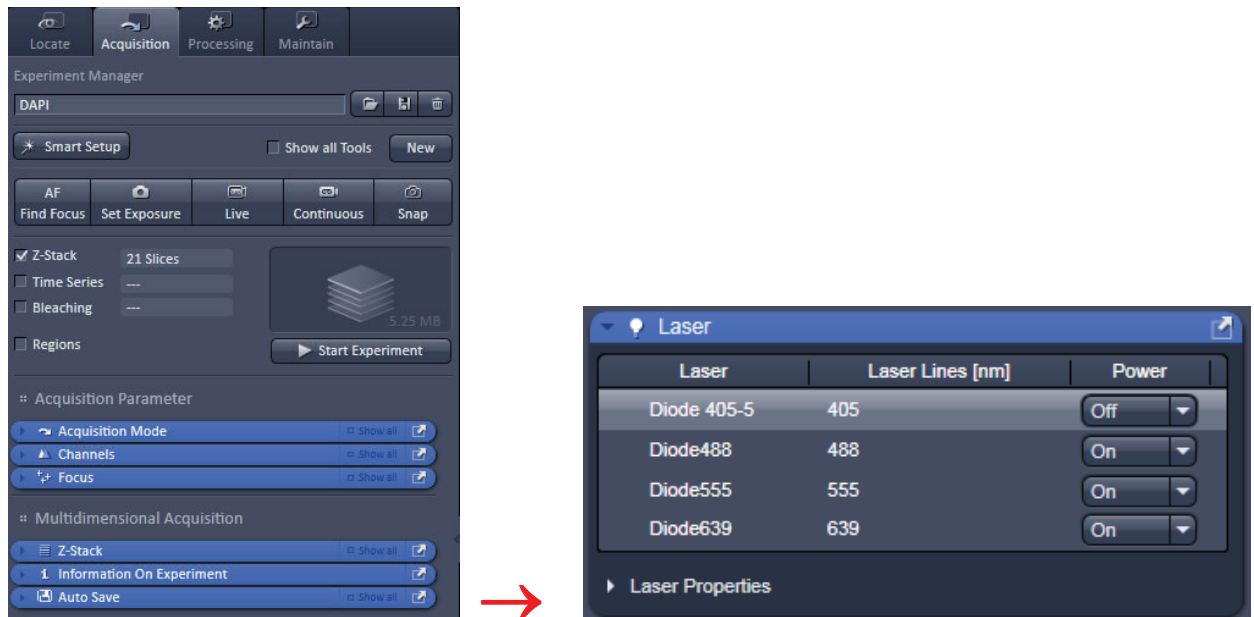 Locate Acquisition Processing Maintain
Experiment Manager
DAPI
Smart Setup Show all Tools New
AF
Find Focus Set Exposure Live Continuous Snap
Z-Stack 21 Slices
Time Series ---
Bleaching ---
5.25 MB
Regions
Start Experiment
Acquisition Parameter
Acquisition Mode Show all
Channels Show all
Focus Show all
Multidimensional Acquisition
Z-Stack Show all
Information On Experiment
Auto Save Show all
Laser
Laser Laser Lines [nm] Power
Diode 405-5 405 Off
Diode488 488 On
Diode555 555 On
Diode639 639 On
Laser Properties